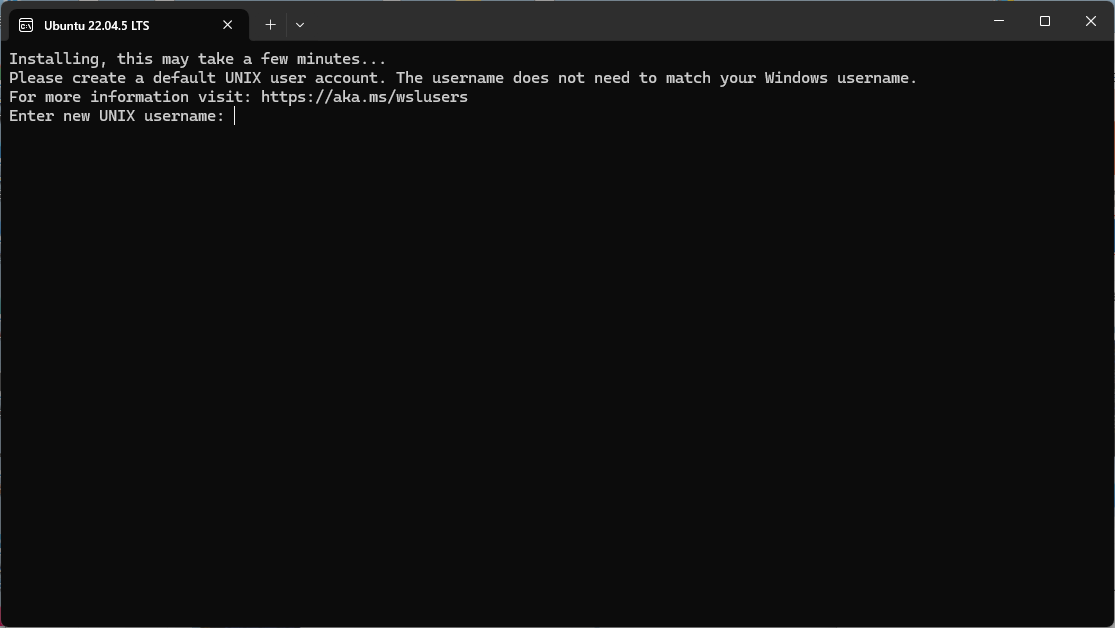 Ubuntu 22.04.5 LTS
Installing, this may take a few minutes...
Please create a default UNIX user account. The username does not need to match your Windows username.
For more information visit: https://aka.ms/wslusers
Enter new UNIX username: